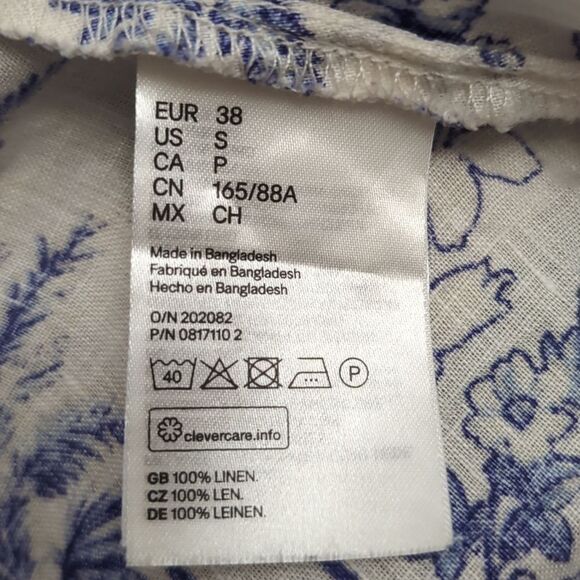 EUR 38
US S
CA P
CN 165/88A
MX CH
Made in Bangladesh
Fabriqué en Bangladesh
Hecho en Bangladesh
O/N 202082
P/N 0817110 2
40 P
clevercare.info
GB 100% LINEN.
CZ 100% LEN.
DE 100% LEINEN.